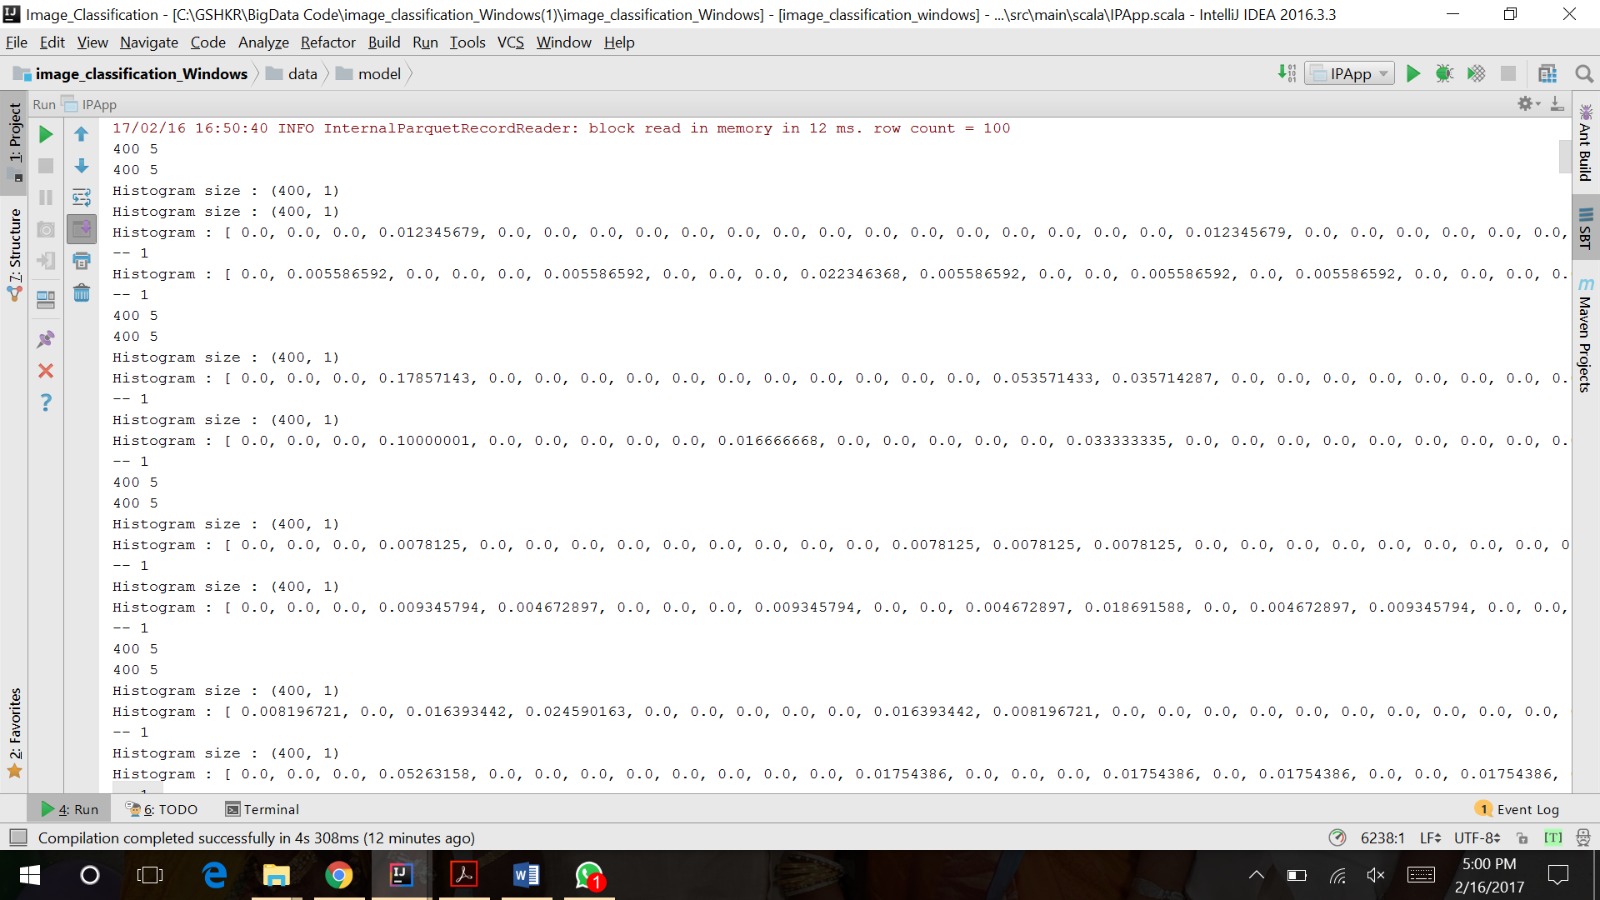 Image_Classification - [C:\GSHKR\BigData Code\image_classification_Windows(1)\image_classification_Windows] - [image_classification_windows] - ...\src\main\scala\IPApp.scala - IntelliJ IDEA 2016.3.3
File Edit View Navigate Code Analyze Refactor Build Run Tools VCS Window Help
image_classification_Windows data model IPApp
Run IPApp
1: Project
Z: Structure
2: Favorites
17/02/16 16:50:40 INFO InternalParquetRecordReader: block read in memory in 12 ms. row count = 100
400 5
400 5
Histogram size : (400, 1)
Histogram size : (400, 1)
Histogram : [ 0.0, 0.0, 0.0, 0.012345679, 0.0, 0.0, 0.0, 0.0, 0.0, 0.0, 0.0, 0.0, 0.0, 0.0, 0.0, 0.0, 0.0, 0.0, 0.0, 0.012345679, 0.0, 0.0, 0.0, 0.0, 0.0, 0.0,
-- 1
Histogram : [ 0.0, 0.005586592, 0.0, 0.0, 0.0, 0.005586592, 0.0, 0.0, 0.0, 0.022346368, 0.005586592, 0.0, 0.0, 0.005586592, 0.0, 0.005586592, 0.0, 0.0, 0.0, 0.
-- 1
400 5
400 5
Histogram size : (400, 1)
Histogram : [ 0.0, 0.0, 0.0, 0.17857143, 0.0, 0.0, 0.0, 0.0, 0.0, 0.0, 0.0, 0.0, 0.0, 0.0, 0.0, 0.053571433, 0.035714287, 0.0, 0.0, 0.0, 0.0, 0.0, 0.0, 0.0, 0.
-- 1
Histogram size : (400, 1)
Histogram : [ 0.0, 0.0, 0.0, 0.10000001, 0.0, 0.0, 0.0, 0.0, 0.0, 0.016666668, 0.0, 0.0, 0.0, 0.0, 0.0, 0.033333335, 0.0, 0.0, 0.0, 0.0, 0.0, 0.0, 0.0, 0.0, 0.
-- 1
400 5
400 5
Histogram size : (400, 1)
Histogram : [ 0.0, 0.0, 0.0, 0.0078125, 0.0, 0.0, 0.0, 0.0, 0.0, 0.0, 0.0, 0.0, 0.0, 0.0078125, 0.0078125, 0.0078125, 0.0, 0.0, 0.0, 0.0, 0.0, 0.0, 0.0, 0.0, 0
-- 1
Histogram size : (400, 1)
Histogram : [ 0.0, 0.0, 0.0, 0.009345794, 0.004672897, 0.0, 0.0, 0.0, 0.009345794, 0.0, 0.0, 0.004672897, 0.018691588, 0.0, 0.004672897, 0.009345794, 0.0, 0.0,
-- 1
400 5
400 5
Histogram size : (400, 1)
Histogram : [ 0.008196721, 0.0, 0.016393442, 0.024590163, 0.0, 0.0, 0.0, 0.0, 0.0, 0.016393442, 0.008196721, 0.0, 0.0, 0.0, 0.0, 0.0, 0.0, 0.0, 0.0, 0.0, 0.0,
-- 1
Histogram size : (400, 1)
Histogram : [ 0.0, 0.0, 0.0, 0.05263158, 0.0, 0.0, 0.0, 0.0, 0.0, 0.0, 0.0, 0.0, 0.01754386, 0.0, 0.0, 0.0, 0.01754386, 0.0, 0.01754386, 0.0, 0.0, 0.01754386,
Ant Build
SBT
m Maven Projects
4: Run 6: TODO Terminal 1 Event Log
Compilation completed successfully in 4s 308ms (12 minutes ago) 6238:1 LF UTF-8 [T]
1
5:00 PM
2/16/2017